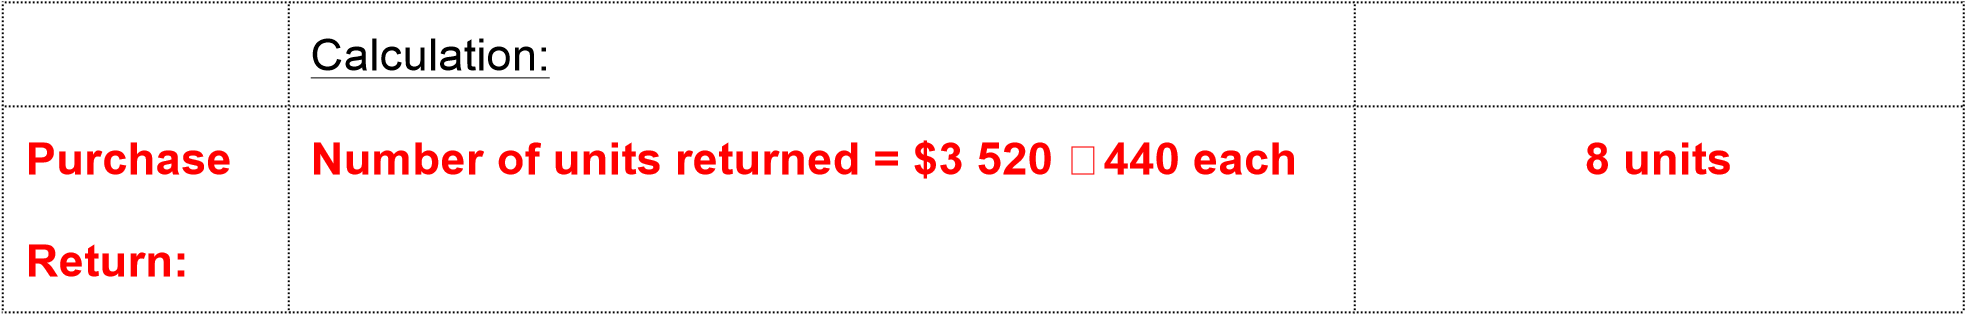 Calculation:
Purchase Number of units returned = $3 520 □ 440 each 8 units
Return: